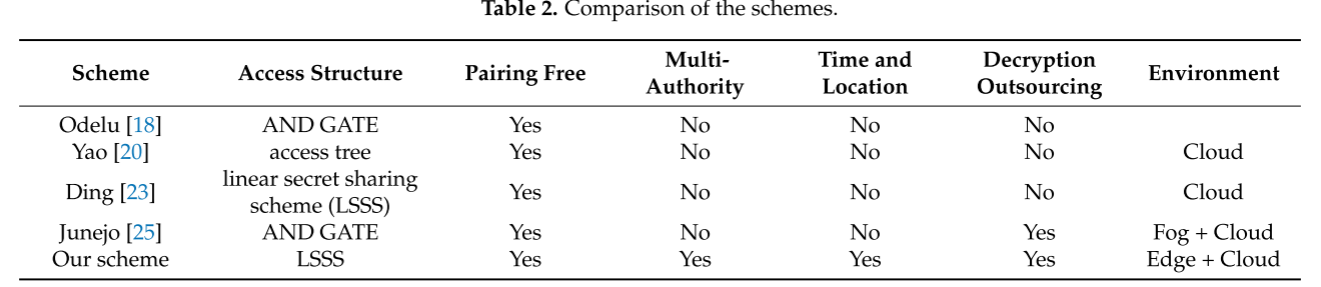 Table 2. Comparison of the schemes.
Scheme Access Structure Pairing Free Multi-Authority Time and Location Decryption Outsourcing Environment
Odelu [18] AND GATE Yes No No No
Yao [20] access tree Yes No No No Cloud
Ding [23] linear secret sharing scheme (LSSS) Yes No No No Cloud
Junejo [25] AND GATE Yes No No Yes Fog + Cloud
Our scheme LSSS Yes Yes Yes Yes Edge + Cloud